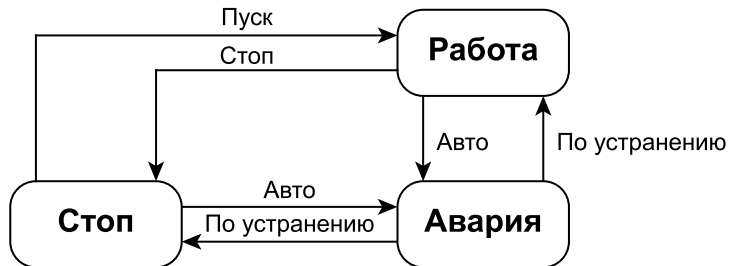 Пуск
Работа
Стоп
Авто
По устранению
Авто
Стоп
Авария
По устранению